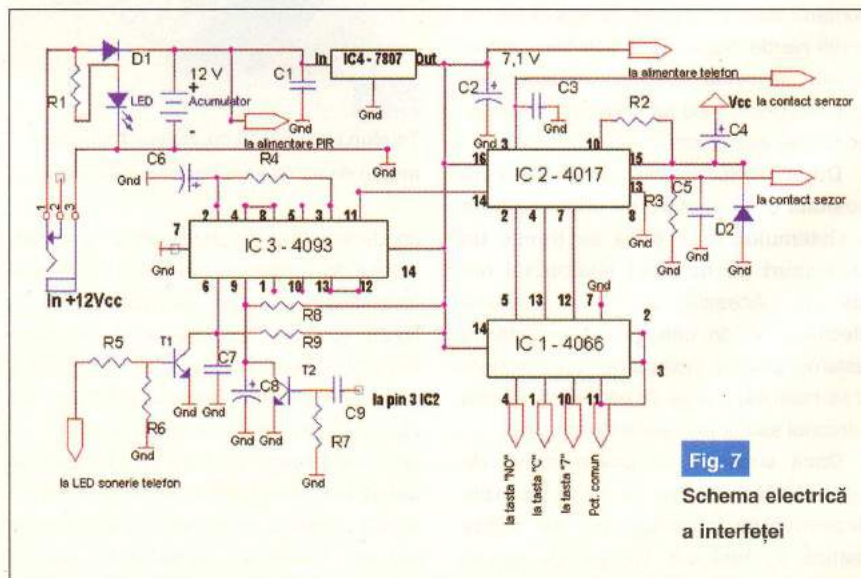 D1
In
IC4 - 7807
Out
7,1 V
la alimentare telefon
R1
LED
12 V
+
Acumulator
-
C1
Gnd
Gnd
C2
+
C3
Gnd
Gnd
R2
Vcc
la contact senzor
C4
+
la alimentare PIR
Gnd
C6
Gnd
+
R4
3
10
16
15
IC 2 - 4017
14
13
2
4
7
8
Gnd
R3
C5
D2
la contact sezor
Gnd
Gnd
1
2
3
In +12Vcc
7
Gnd
2
4
8
5
3
11
IC 3 - 4093
14
6
9
1
10
13
12
R8
R9
5
13
12
7
Gnd
14
IC 1 - 4066
2
3
4
1
10
11
R5
T1
R6
Gnd
Gnd
C7
Gnd
+
C8
Gnd
T2
Gnd
C9
R7
Gnd
la pin 3 IC2
la LED sonerie telefon
la tasta "NO"
la tasta "C"
la tasta "7"
Pct. comun
Fig. 7
Schema electrică
a interfeței